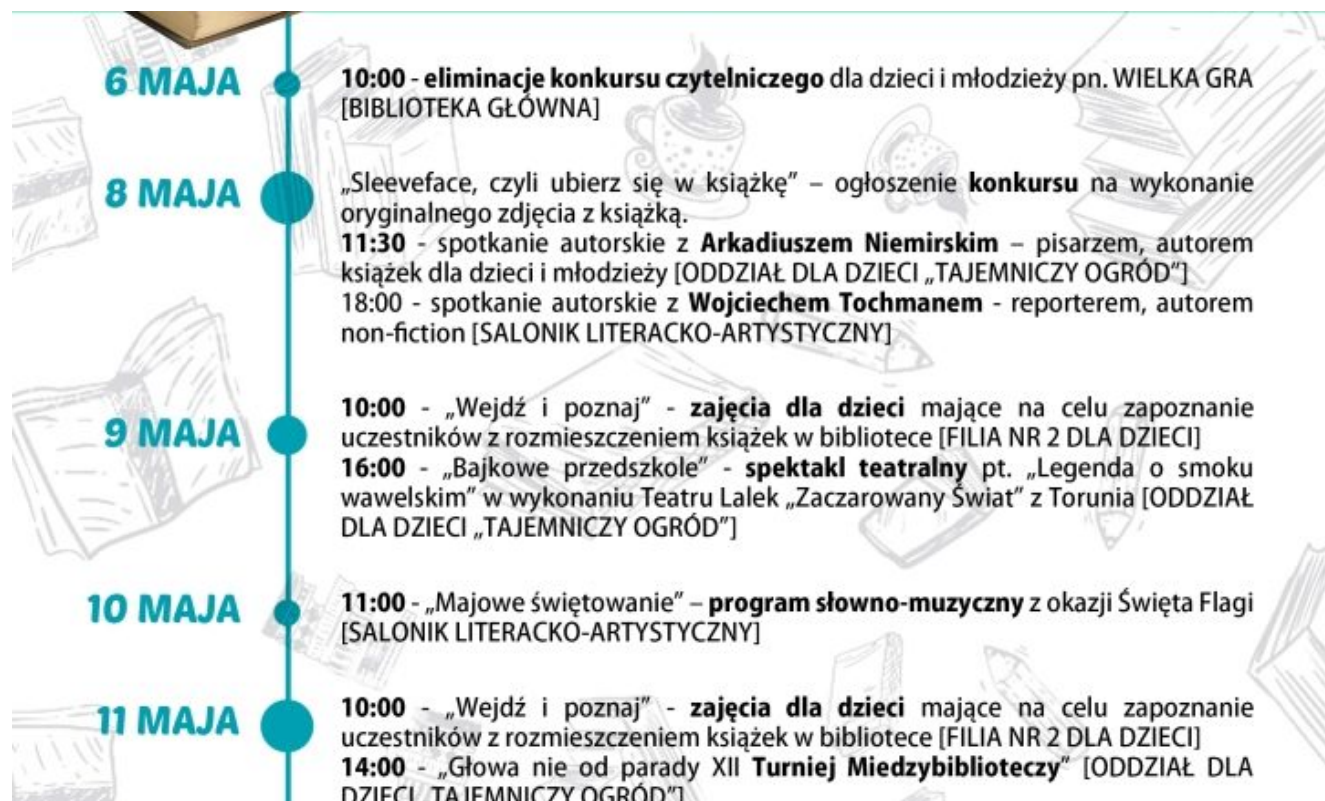 6 MAJA
10:00 - eliminacje konkursu czytelniczego dla dzieci i młodzieży pn. WIELKA GRA
[BIBLIOTEKA GŁÓWNA]
8 MAJA
„Sleeveface, czyli ubierz się w książkę” – ogłoszenie konkursu na wykonanie
oryginalnego zdjęcia z książką.
11:30 - spotkanie autorskie z Arkadiuszem Niemirskim – pisarzem, autorem
książek dla dzieci i młodzieży [ODDZIAŁ DLA DZIECI „TAJEMNICZY OGRÓD”]
18:00 - spotkanie autorskie z Wojciechem Tochmanem - reporterem, autorem
non-fiction [SALONIK LITERACKO-ARTYSTYCZNY]
9 MAJA
10:00 - „Wejdź i poznaj” - zajęcia dla dzieci mające na celu zapoznanie
uczestników z rozmieszczeniem książek w bibliotece [FILIA NR 2 DLA DZIECI]
16:00 - „Bajkowe przedszkole” - spektakl teatralny pt. „Legenda o smoku
wawelskim” w wykonaniu Teatru Lalek „Zaczarowany Świat” z Torunia [ODDZIAŁ
DLA DZIECI „TAJEMNICZY OGRÓD”]
10 MAJA
11:00 - „Majowe świętowanie” – program słowno-muzyczny z okazji Święta Flagi
[SALONIK LITERACKO-ARTYSTYCZNY]
11 MAJA
10:00 - „Wejdź i poznaj” - zajęcia dla dzieci mające na celu zapoznanie
uczestników z rozmieszczeniem książek w bibliotece [FILIA NR 2 DLA DZIECI]
14:00 - „Głowa nie od parady XII Turniej Miedzybiblioteczy” [ODDZIAŁ DLA
DZIECI „TAJEMNICZY OGRÓD”]